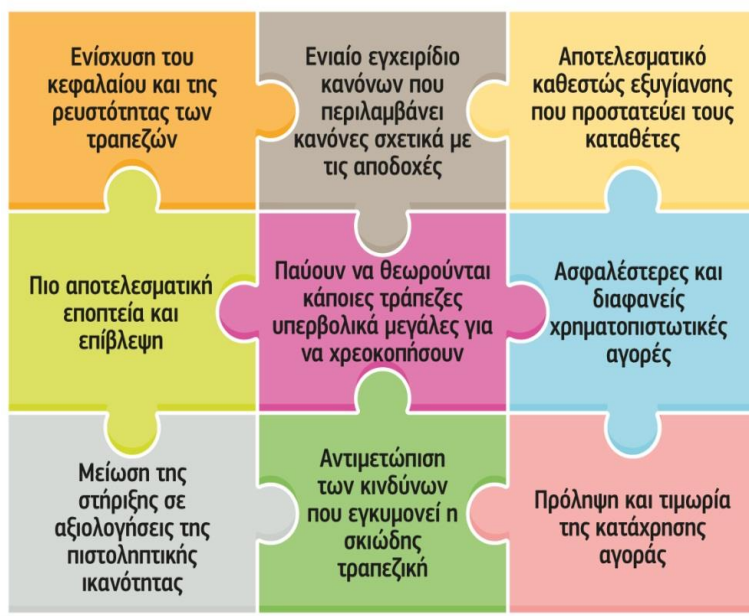 Ενίσχυση του
κεφαλαίου και της
ρευστότητας των
τραπεζών
Ενιαίο εγχειρίδιο
κανόνων που
περιλαμβάνει
κανόνες σχετικά με
τις αποδοχές
Αποτελεσματικό
καθεστώς εξυγίανσης
που προστατεύει τους
καταθέτες
Πιο αποτελεσματική
εποπτεία και
επίβλεψη
Παύουν να θεωρούνται
κάποιες τράπεζες
υπερβολικά μεγάλες για
να χρεοκοπήσουν
Ασφαλέστερες και
διαφανείς
χρηματοπιστωτικές
αγορές
Μείωση της
στήριξης σε
αξιολογήσεις της
πιστοληπτικής
ικανότητας
Αντιμετώπιση
των κινδύνων
που εγκυμονεί η
σκιώδης
τραπεζική
Πρόληψη και τιμωρία
της κατάχρησης
αγοράς